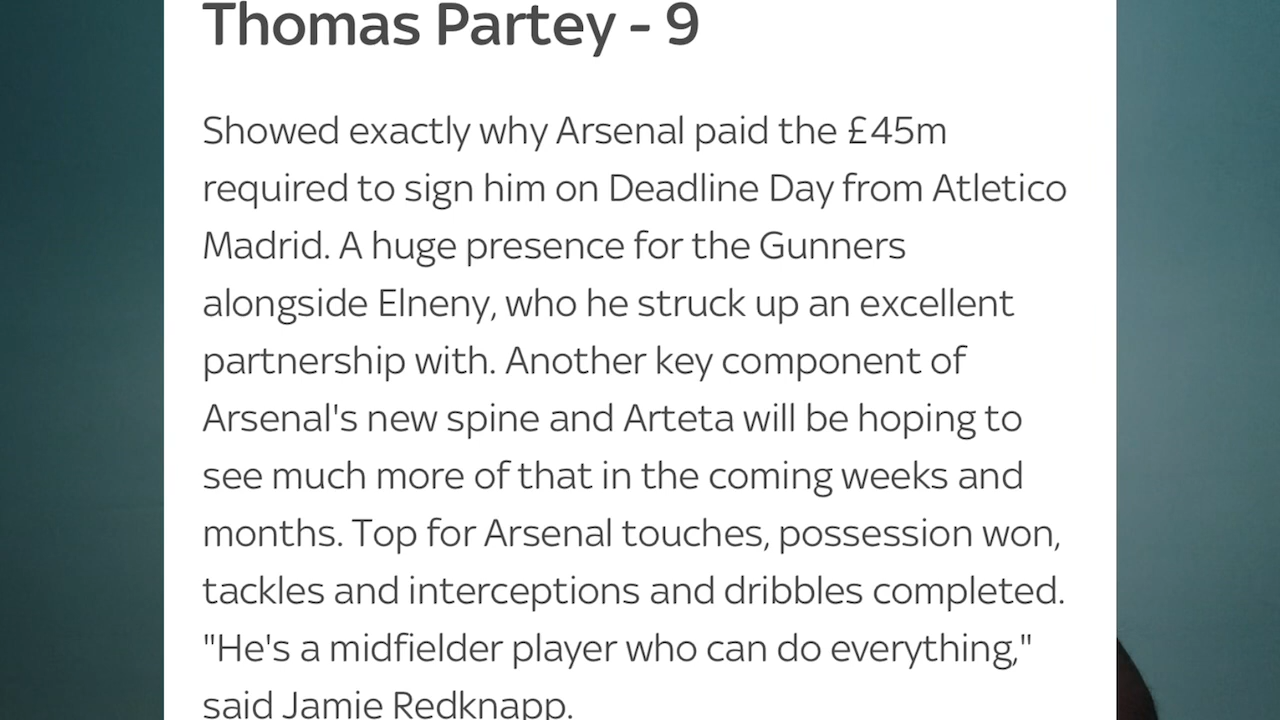 Thomas Partey - 9
Showed exactly why Arsenal paid the £45m
required to sign him on Deadline Day from Atletico
Madrid. A huge presence for the Gunners
alongside Elneny, who he struck up an excellent
partnership with. Another key component of
Arsenal's new spine and Arteta will be hoping to
see much more of that in the coming weeks and
months. Top for Arsenal touches, possession won,
tackles and interceptions and dribbles completed.
"He's a midfielder player who can do everything,"
said Jamie Redknapp.